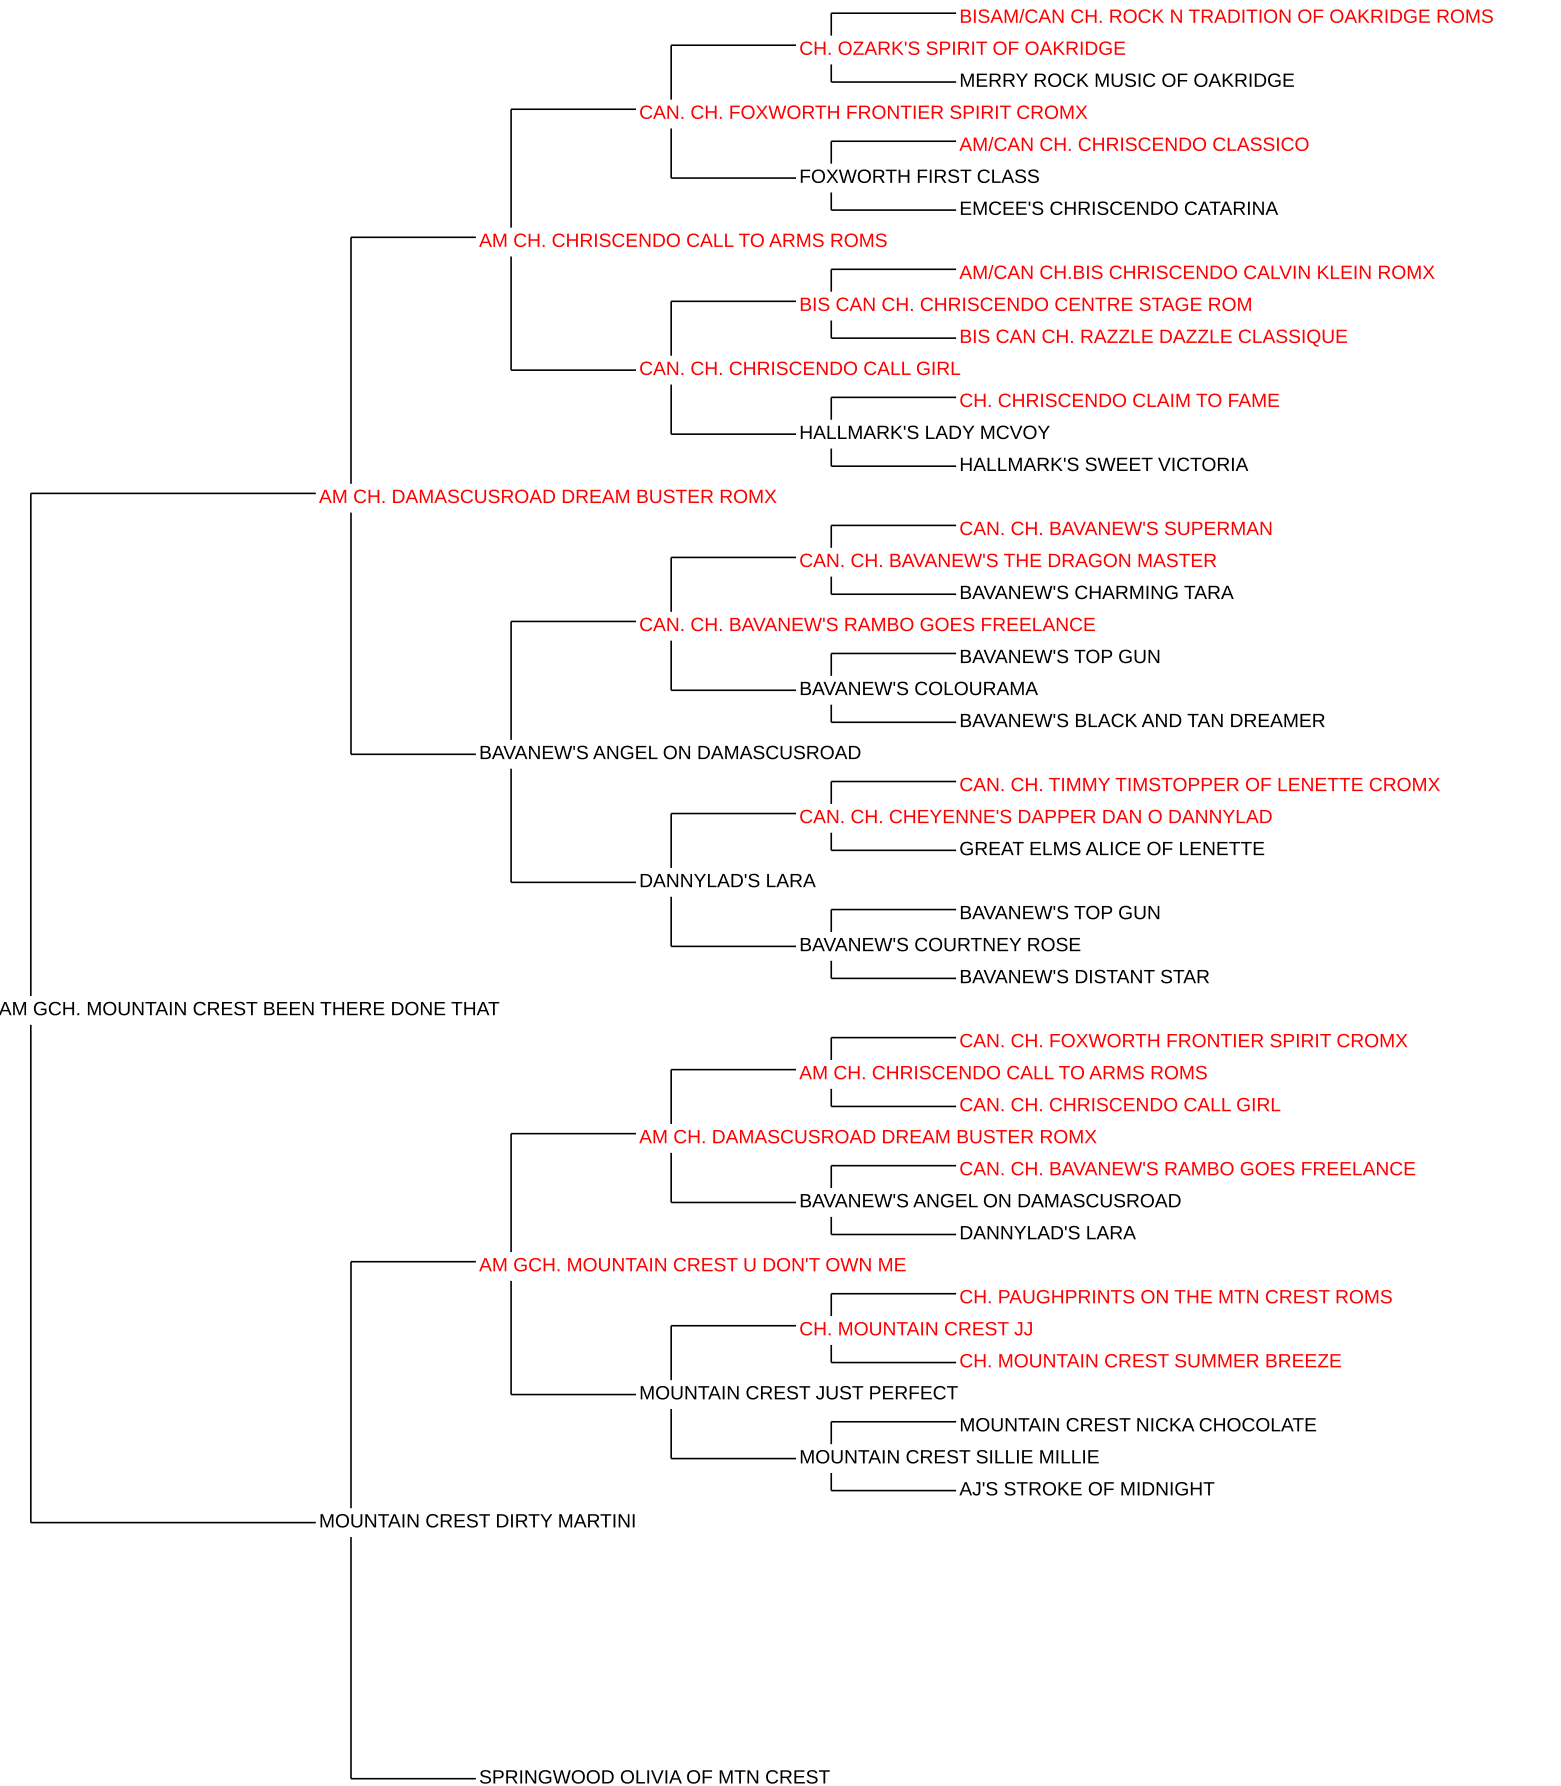 BISAM/CAN CH. ROCK N TRADITION OF OAKRIDGE ROMS
CH. OZARK'S SPIRIT OF OAKRIDGE
MERRY ROCK MUSIC OF OAKRIDGE
CAN. CH. FOXWORTH FRONTIER SPIRIT CROMX
AM/CAN CH. CHRISCENDO CLASSICO
FOXWORTH FIRST CLASS
EMCEE'S CHRISCENDO CATARINA
AM CH. CHRISCENDO CALL TO ARMS ROMS
AM/CAN CH.BIS CHRISCENDO CALVIN KLEIN ROMX
BIS CAN CH. CHRISCENDO CENTRE STAGE ROM
BIS CAN CH. RAZZLE DAZZLE CLASSIQUE
CAN. CH. CHRISCENDO CALL GIRL
CH. CHRISCENDO CLAIM TO FAME
HALLMARK'S LADY MCVOY
HALLMARK'S SWEET VICTORIA
AM CH. DAMASCUSROAD DREAM BUSTER ROMX
CAN. CH. BAVANEW'S SUPERMAN
CAN. CH. BAVANEW'S THE DRAGON MASTER
BAVANEW'S CHARMING TARA
CAN. CH. BAVANEW'S RAMBO GOES FREELANCE
BAVANEW'S TOP GUN
BAVANEW'S COLOURAMA
BAVANEW'S BLACK AND TAN DREAMER
BAVANEW'S ANGEL ON DAMASCUSROAD
CAN. CH. TIMMY TIMSTOPPER OF LENETTE CROMX
CAN. CH. CHEYENNE'S DAPPER DAN O DANNYLAD
GREAT ELMS ALICE OF LENETTE
DANNYLAD'S LARA
BAVANEW'S TOP GUN
BAVANEW'S COURTNEY ROSE
BAVANEW'S DISTANT STAR
AM GCH. MOUNTAIN CREST BEEN THERE DONE THAT
CAN. CH. FOXWORTH FRONTIER SPIRIT CROMX
AM CH. CHRISCENDO CALL TO ARMS ROMS
CAN. CH. CHRISCENDO CALL GIRL
AM CH. DAMASCUSROAD DREAM BUSTER ROMX
CAN. CH. BAVANEW'S RAMBO GOES FREELANCE
BAVANEW'S ANGEL ON DAMASCUSROAD
DANNYLAD'S LARA
AM GCH. MOUNTAIN CREST U DON'T OWN ME
CH. PAUGHPRINTS ON THE MTN CREST ROMS
CH. MOUNTAIN CREST JJ
CH. MOUNTAIN CREST SUMMER BREEZE
MOUNTAIN CREST JUST PERFECT
MOUNTAIN CREST NICKA CHOCOLATE
MOUNTAIN CREST SILLIE MILLIE
AJ'S STROKE OF MIDNIGHT
MOUNTAIN CREST DIRTY MARTINI
SPRINGWOOD OLIVIA OF MTN CREST